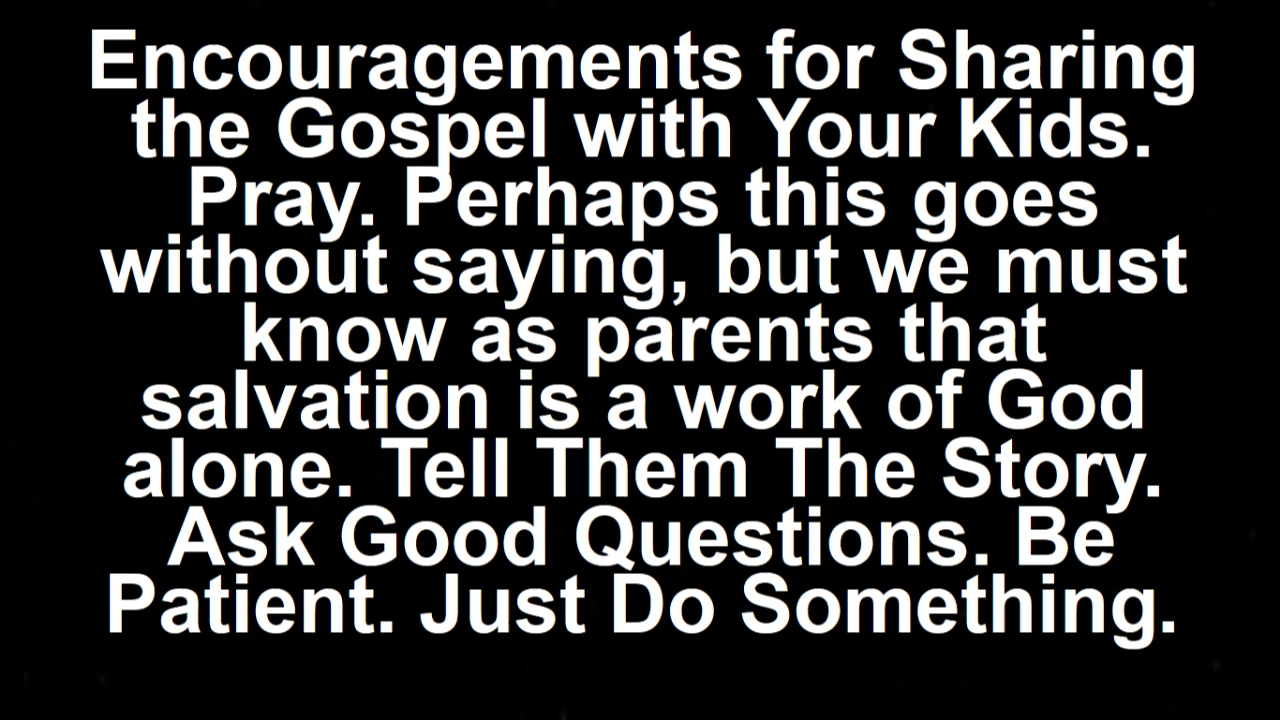 Encouragements for Sharing
the Gospel with Your Kids.
Pray. Perhaps this goes
without saying, but we must
know as parents that
salvation is a work of God
alone. Tell Them The Story.
Ask Good Questions. Be
Patient. Just Do Something.